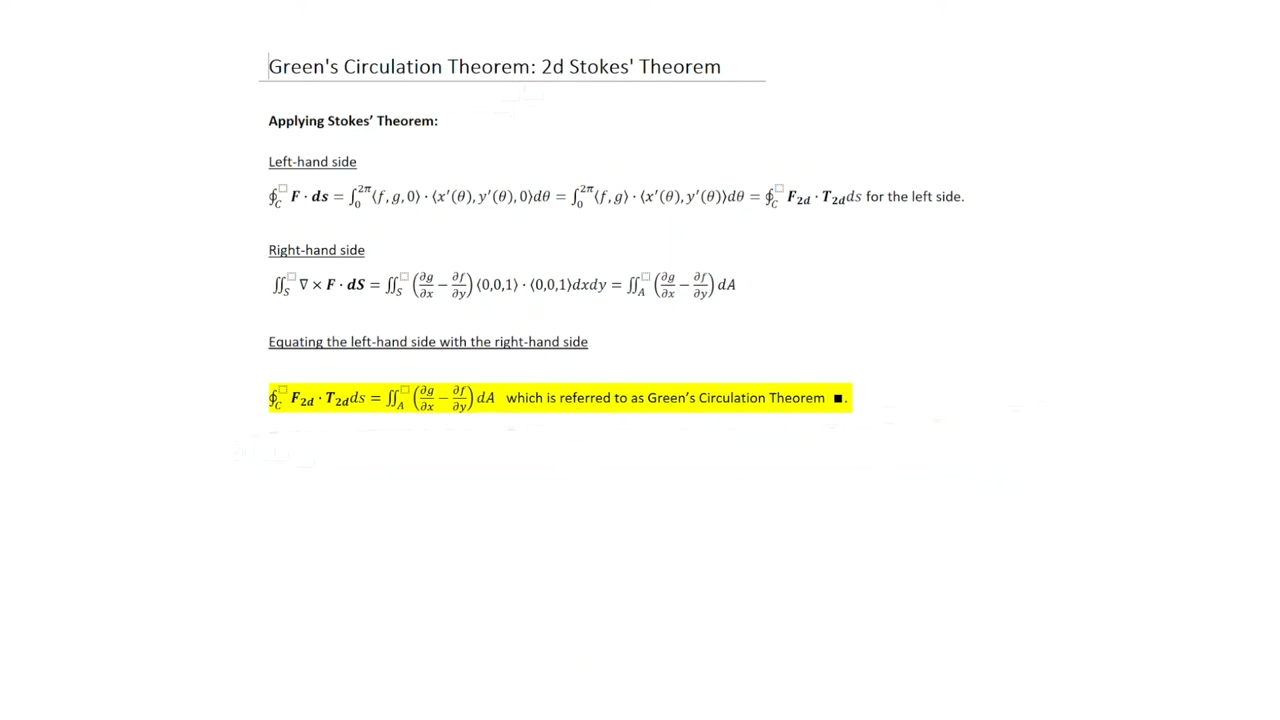 Green's Circulation Theorem: 2d Stokes' Theorem
Applying Stokes' Theorem:
Left-hand side
∮_C^□ F · ds = ∫_0^{2π} ⟨f, g, 0⟩ · ⟨x′(θ), y′(θ), 0⟩dθ = ∫_0^{2π} ⟨f, g⟩ · ⟨x′(θ), y′(θ)⟩dθ = ∮_C^□ F_{2d} · T_{2d}ds for the left side.
Right-hand side
∬_S^□ ∇ × F · dS = ∬_S^□ (∂g/∂x − ∂f/∂y) ⟨0,0,1⟩ · ⟨0,0,1⟩dxdy = ∬_A^□ (∂g/∂x − ∂f/∂y) dA
Equating the left-hand side with the right-hand side
∮_C^□ F_{2d} · T_{2d}ds = ∬_A^□ (∂g/∂x − ∂f/∂y) dA which is referred to as Green's Circulation Theorem ■.